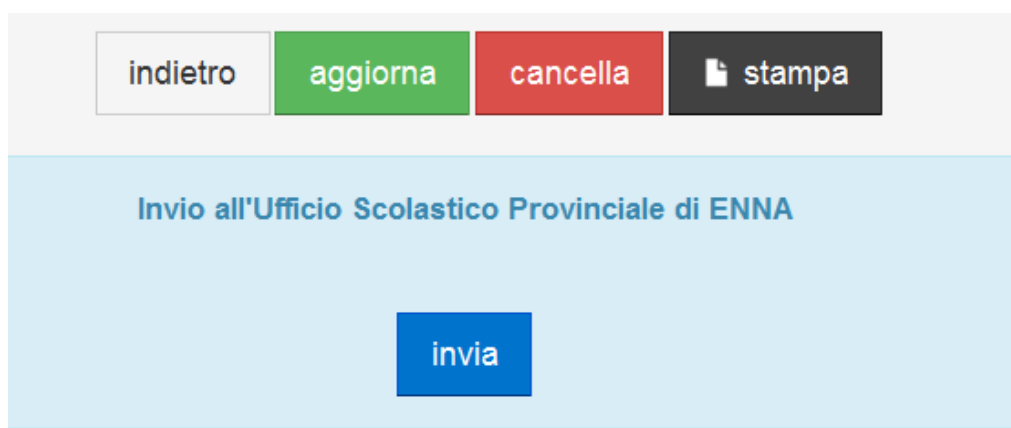 indietro aggiorna cancella stampa
Invio all'Ufficio Scolastico Provinciale di ENNA
invia